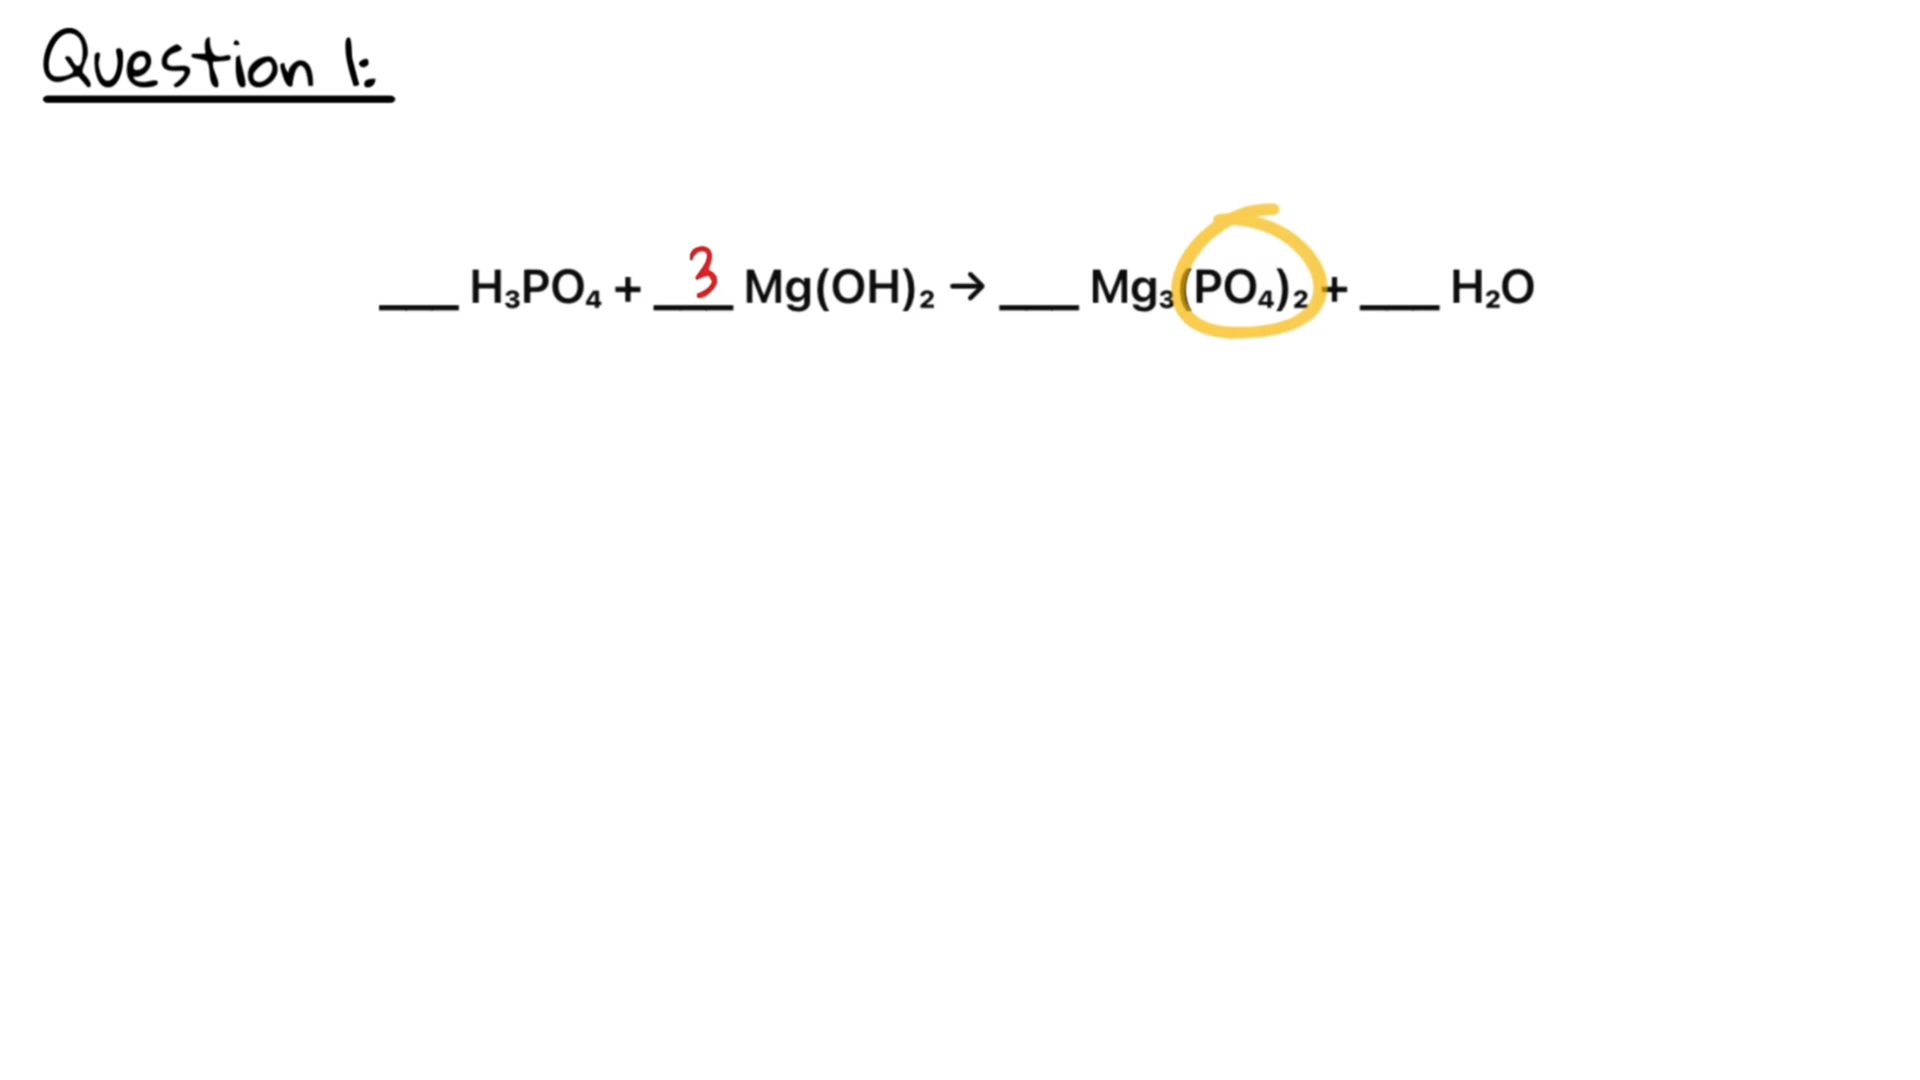 Question 1:
___ H₃PO₄ + _3_ Mg(OH)₂ → ___ Mg₃(PO₄)₂ + ___ H₂O